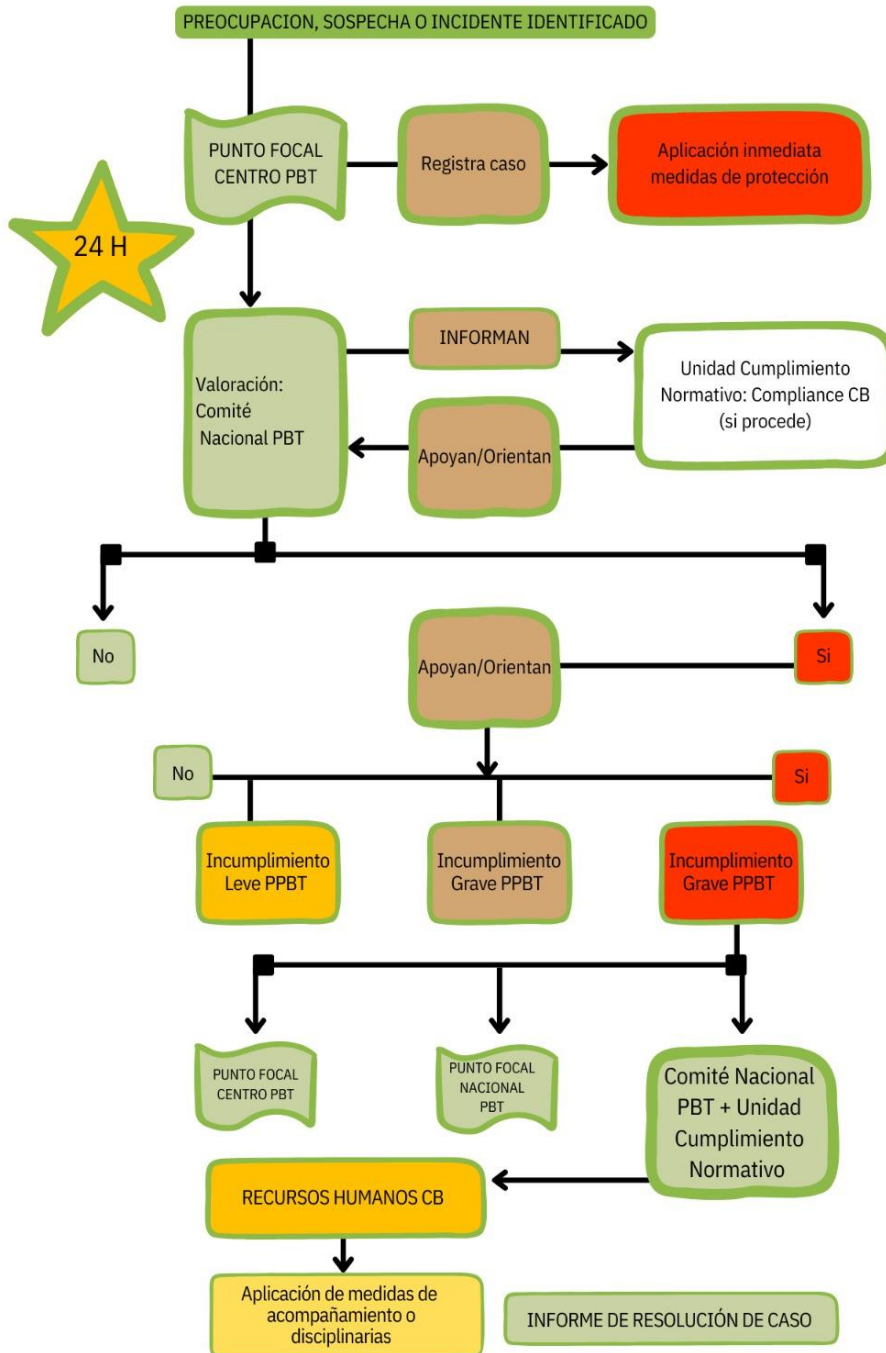 PREOCUPACION, SOSPECHA O INCIDENTE IDENTIFICADO
PUNTO FOCAL
CENTRO PBT
Registra caso
Aplicación inmediata
medidas de protección
24 H
Valoración:
Comité
Nacional PBT
INFORMAN
Unidad Cumplimiento
Normativo: Compliance CB
(si procede)
Apoyan/Orientan
No
Apoyan/Orientan
Si
No
Si
Incumplimiento
Leve PPBT
Incumplimiento
Grave PPBT
Incumplimiento
Grave PPBT
PUNTO FOCAL
CENTRO PBT
PUNTO FOCAL
NACIONAL
PBT
Comité Nacional
PBT + Unidad
Cumplimiento
Normativo
RECURSOS HUMANOS CB
Aplicación de medidas de
acompañamiento o
disciplinarias
INFORME DE RESOLUCIÓN DE CASO